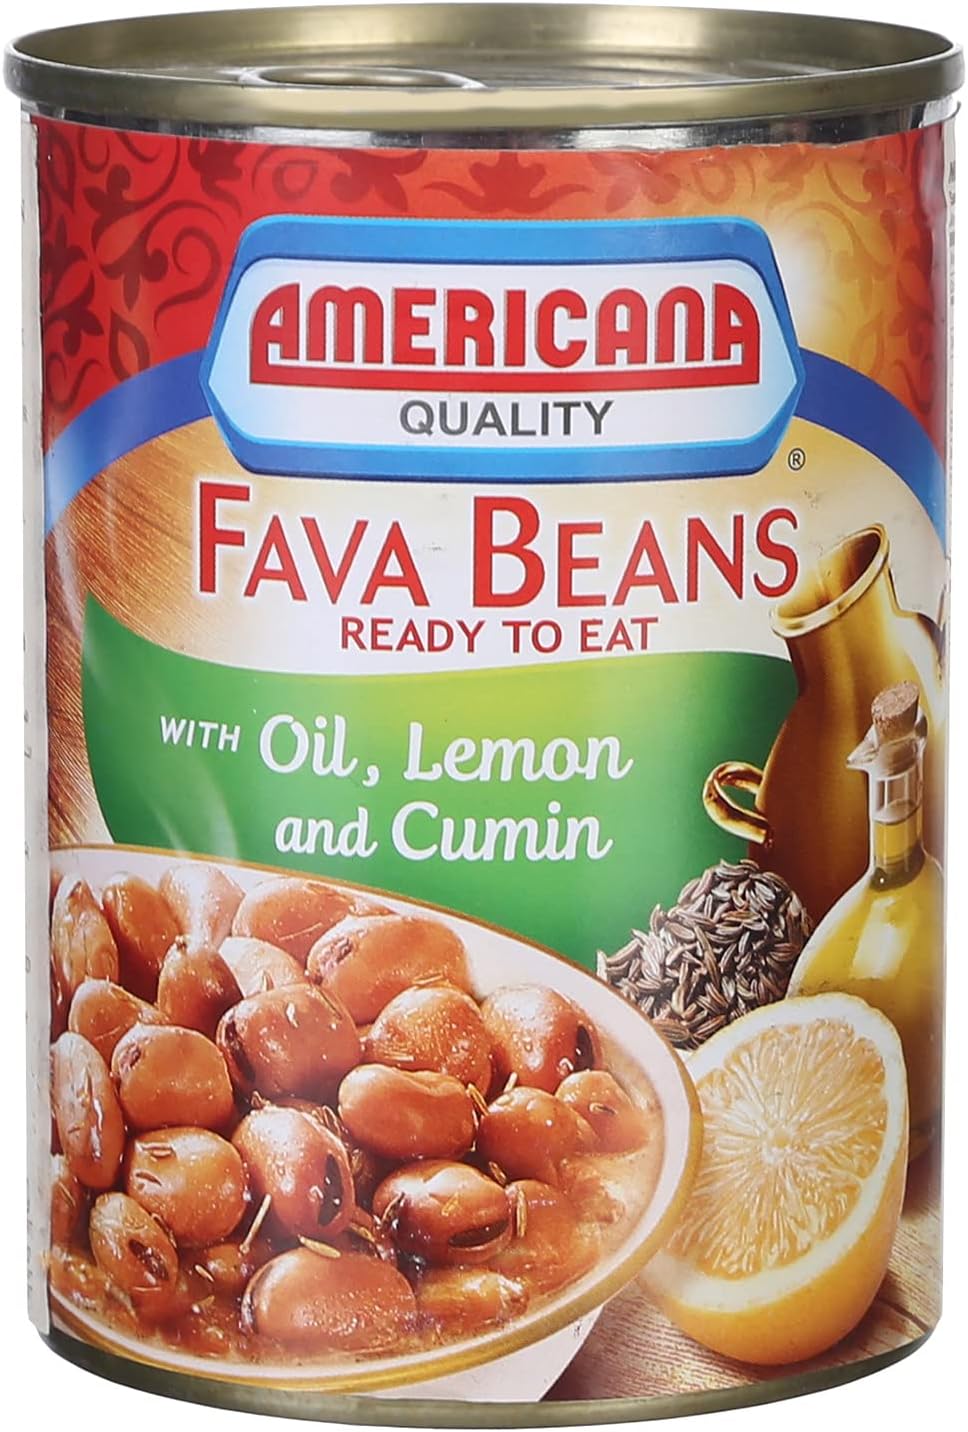 AMERICANA
QUALITY
®
FAVA BEANS
READY TO EAT
WITH Oil, Lemon
and Cumin